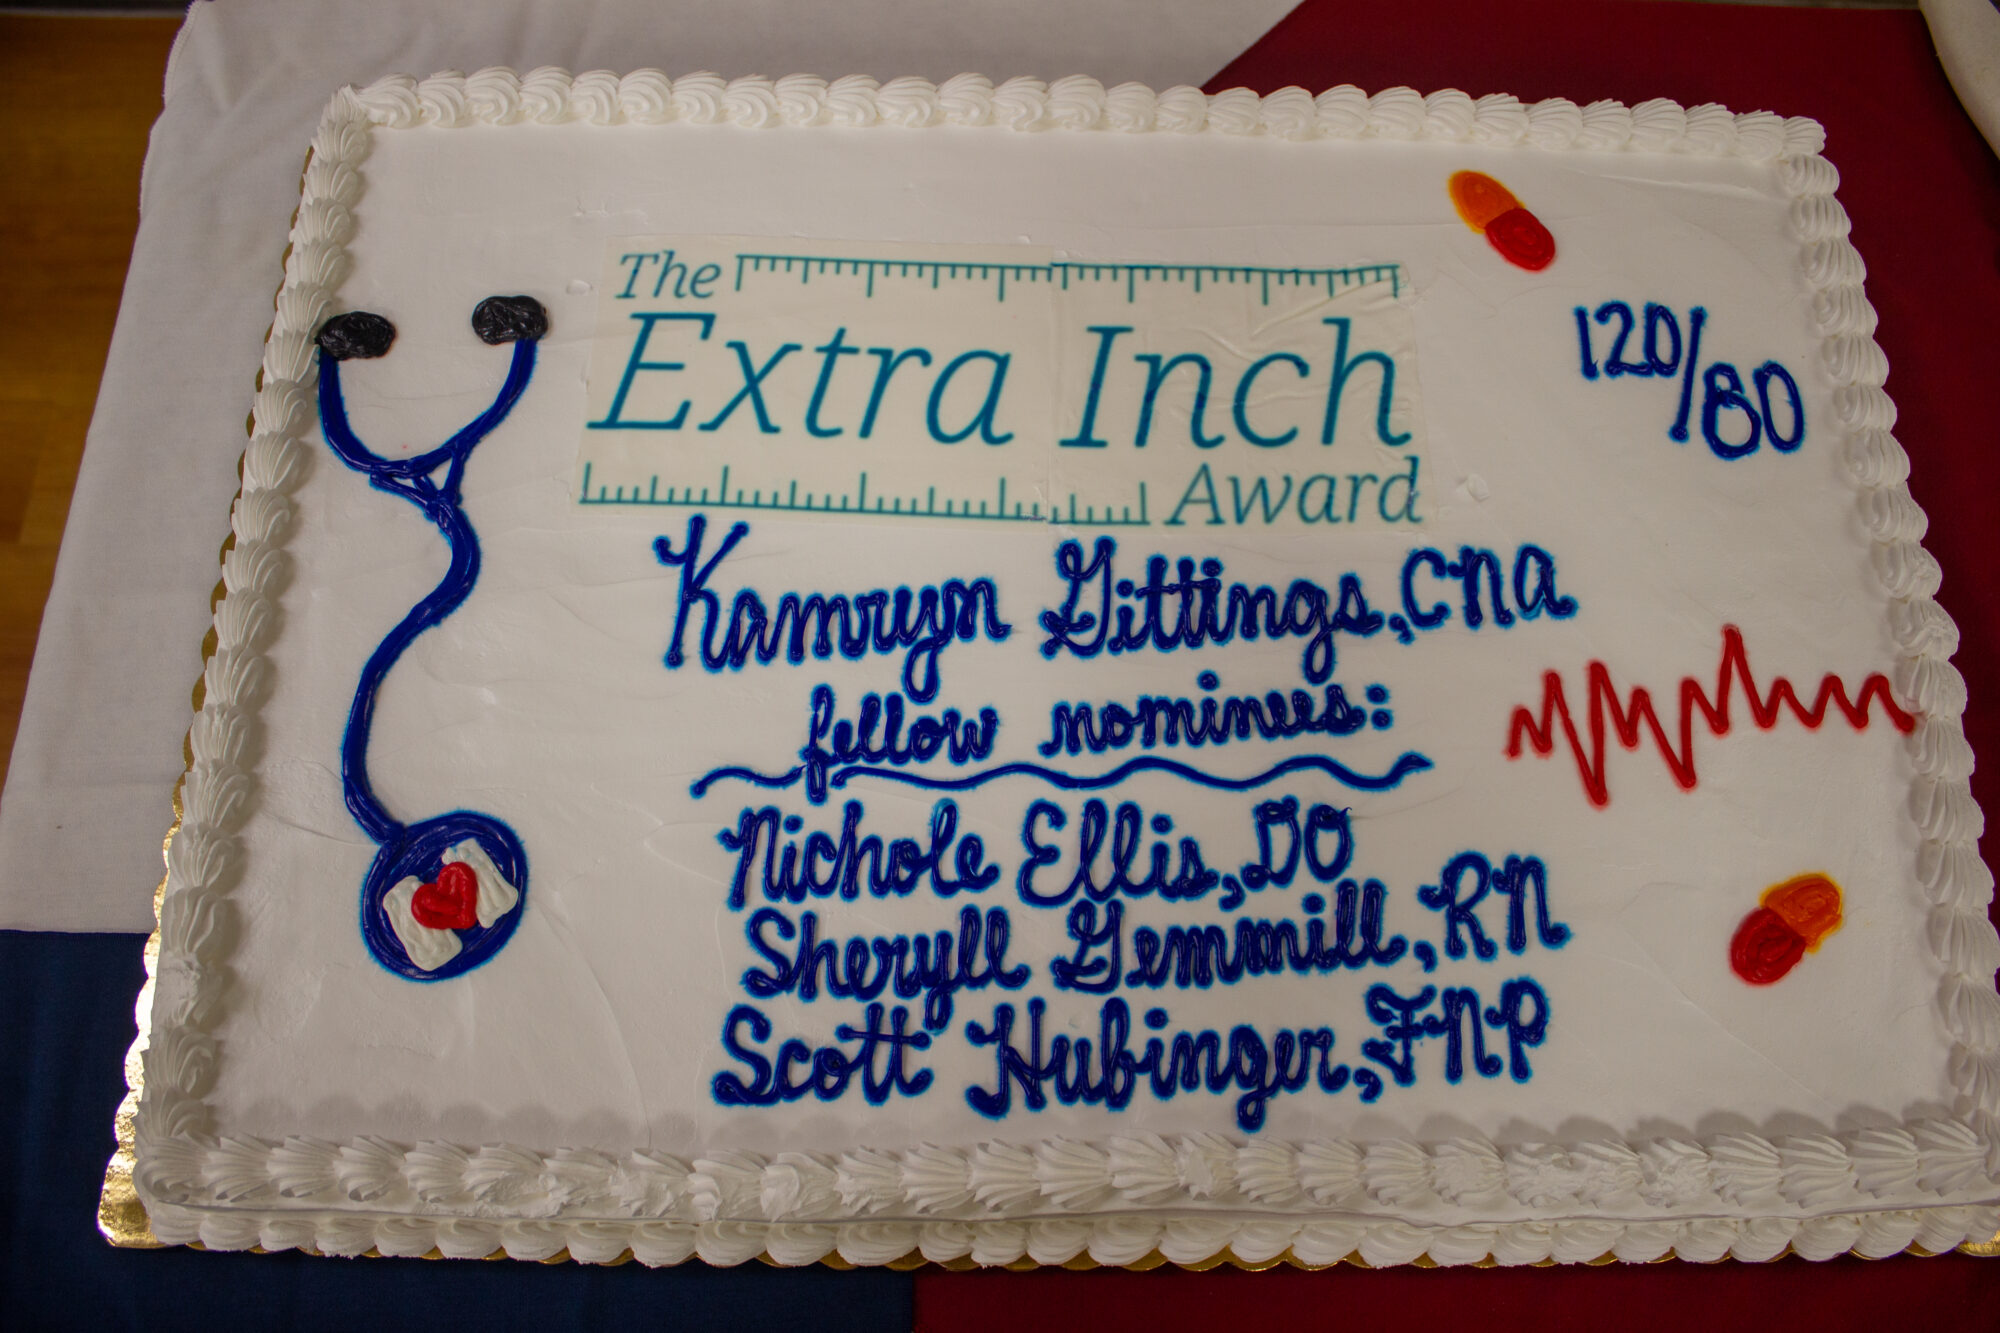 The
Extra Inch
Award
120/80
Kamryn Gittings, CNA
fellow nominees:
Nichole Ellis, DO
Sheryll Gemmill, RN
Scott Hubinger, FNP